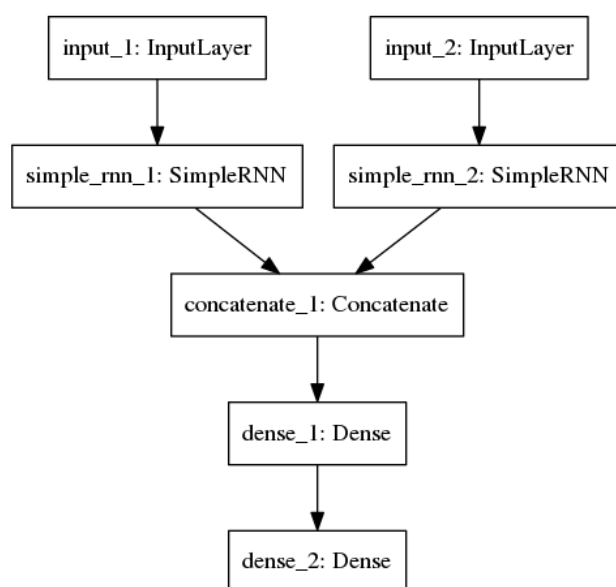 input_1: InputLayer
input_2: InputLayer
simple_rnn_1: SimpleRNN
simple_rnn_2: SimpleRNN
concatenate_1: Concatenate
dense_1: Dense
dense_2: Dense